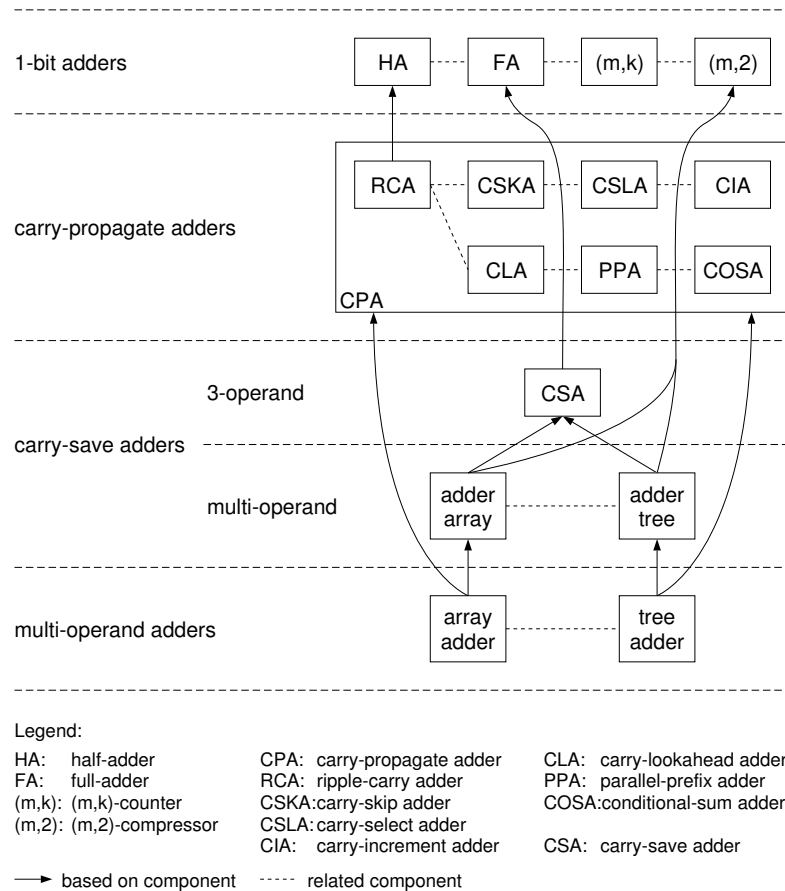 1-bit adders
HA FA (m,k) (m,2)
carry-propagate adders
RCA CSKA CSLA CIA
CLA PPA COSA
CPA
3-operand
CSA
carry-save adders
multi-operand
adder array
adder tree
multi-operand adders
array adder
tree adder
Legend:
HA: half-adder CPA: carry-propagate adder CLA: carry-lookahead adder
FA: full-adder RCA: ripple-carry adder PPA: parallel-prefix adder
(m,k): (m,k)-counter CSKA: carry-skip adder COSA: conditional-sum adder
(m,2): (m,2)-compressor CSLA: carry-select adder
CIA: carry-increment adder CSA: carry-save adder
based on component related component